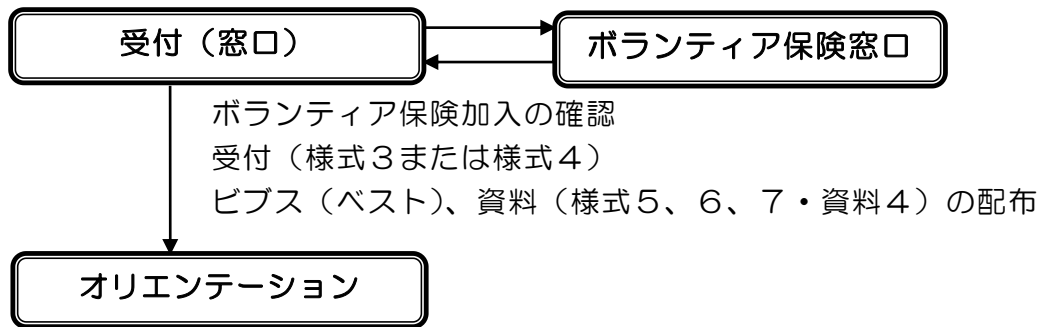 受付（窓口）
ボランティア保険窓口
ボランティア保険加入の確認
受付（様式３または様式４）
ビブス（ベスト）、資料（様式５、６、７・資料４）の配布
オリエンテーション